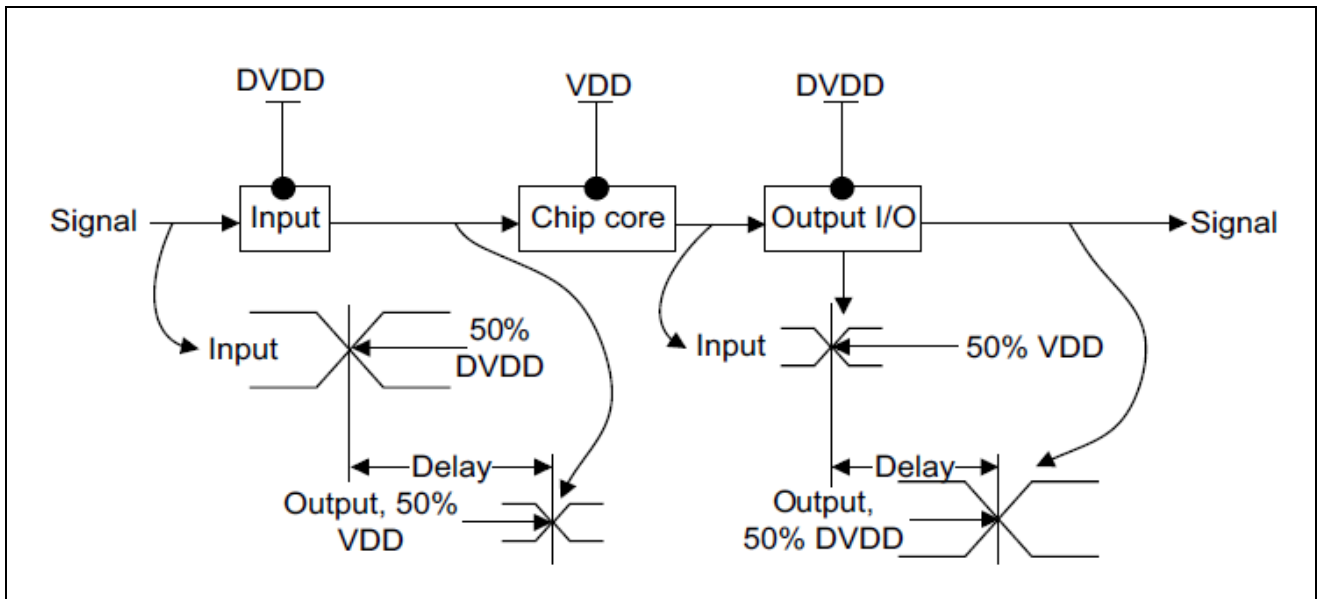 DVDD
VDD
DVDD
Signal
Input
Chip core
Output I/O
Signal
Input
50%
DVDD
Input
50% VDD
Delay
Output, 50%
VDD
Delay
Output,
50% DVDD